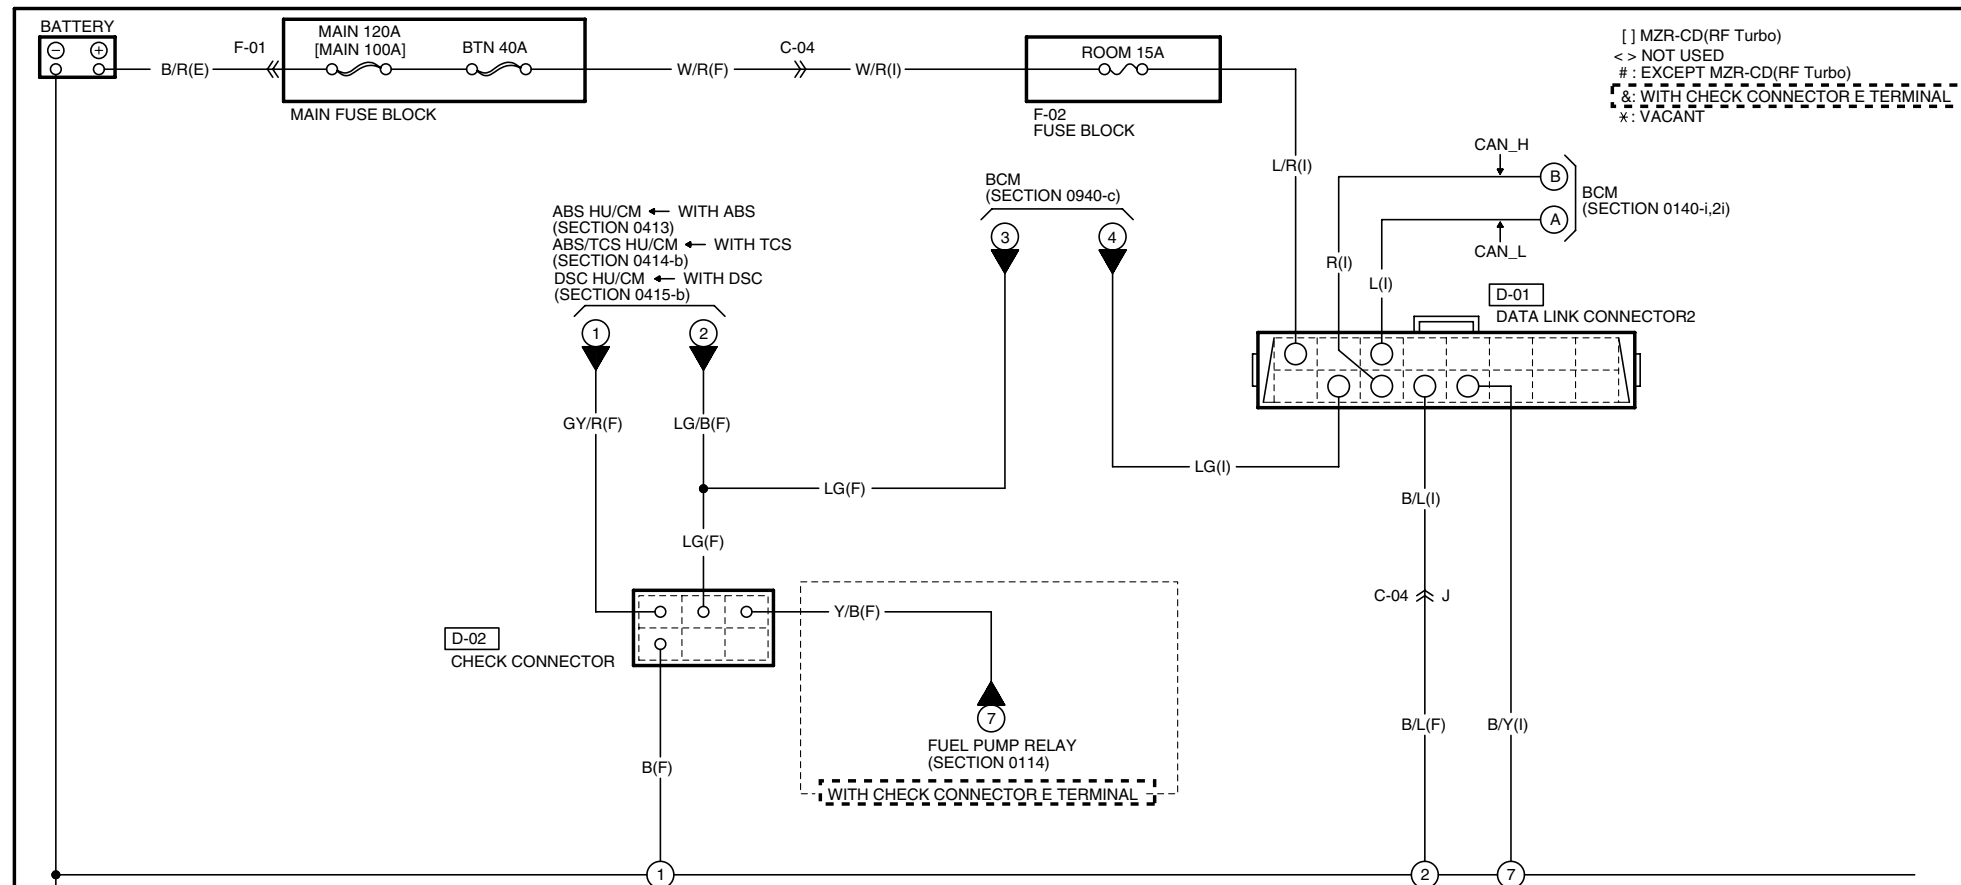 BATTERY
B/R(E)
F-01
MAIN 120A
[MAIN 100A]
BTN 40A
MAIN FUSE BLOCK
W/R(F)
C-04
W/R(I)
ROOM 15A
F-02
FUSE BLOCK
[ ] MZR-CD(RF Turbo)
< > NOT USED
# : EXCEPT MZR-CD(RF Turbo)
&: WITH CHECK CONNECTOR E TERMINAL
*: VACANT
L/R(I)
CAN_H
B
A
CAN_L
BCM
(SECTION 0140-i,2i)
R(I)
L(I)
BCM
(SECTION 0940-c)
3
4
ABS HU/CM ← WITH ABS
(SECTION 0413)
ABS/TCS HU/CM ← WITH TCS
(SECTION 0414-b)
DSC HU/CM ← WITH DSC
(SECTION 0415-b)
1
2
D-01
DATA LINK CONNECTOR2
GY/R(F)
LG/B(F)
LG(F)
LG(I)
B/L(I)
LG(F)
C-04
J
D-02
CHECK CONNECTOR
Y/B(F)
7
FUEL PUMP RELAY
(SECTION 0114)
WITH CHECK CONNECTOR E TERMINAL
B(F)
B/L(F)
B/Y(I)
1
2
7